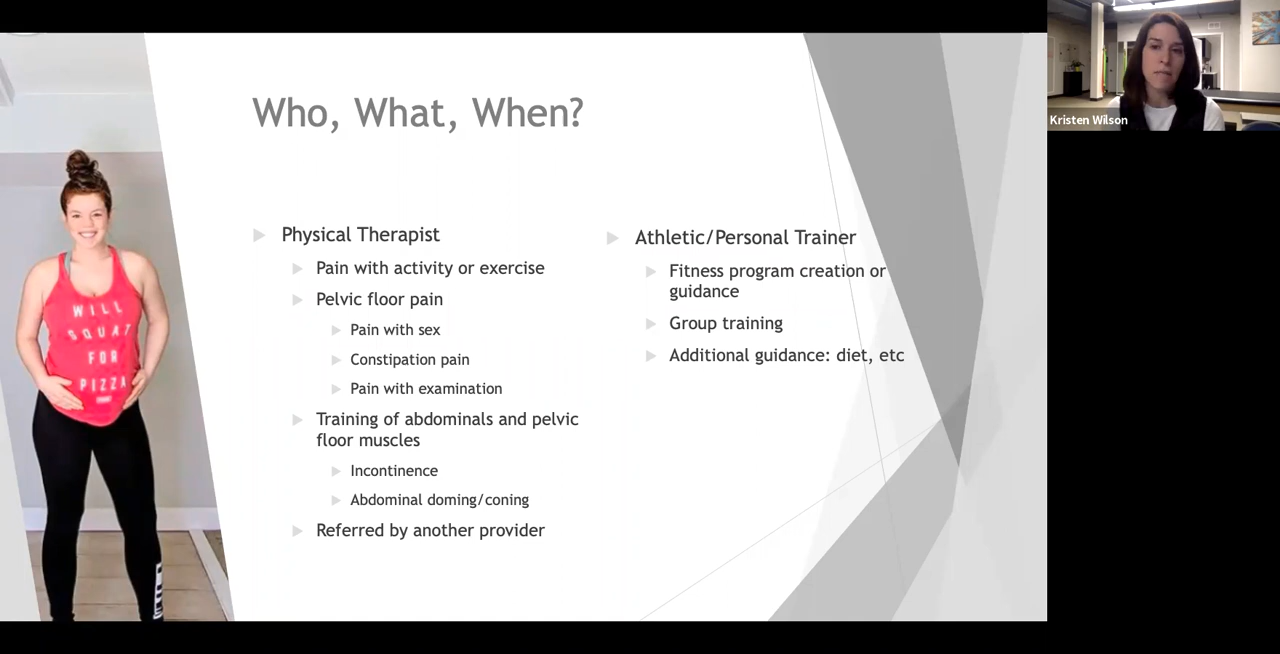 Who, What, When?
Physical Therapist
Pain with activity or exercise
Pelvic floor pain
Pain with sex
Constipation pain
Pain with examination
Training of abdominals and pelvic
floor muscles
Incontinence
Abdominal doming/coning
Referred by another provider
Athletic/Personal Trainer
Fitness program creation or
guidance
Group training
Additional guidance: diet, etc
WILL
SQUAT
FOR
PIZZA
Kristen Wilson